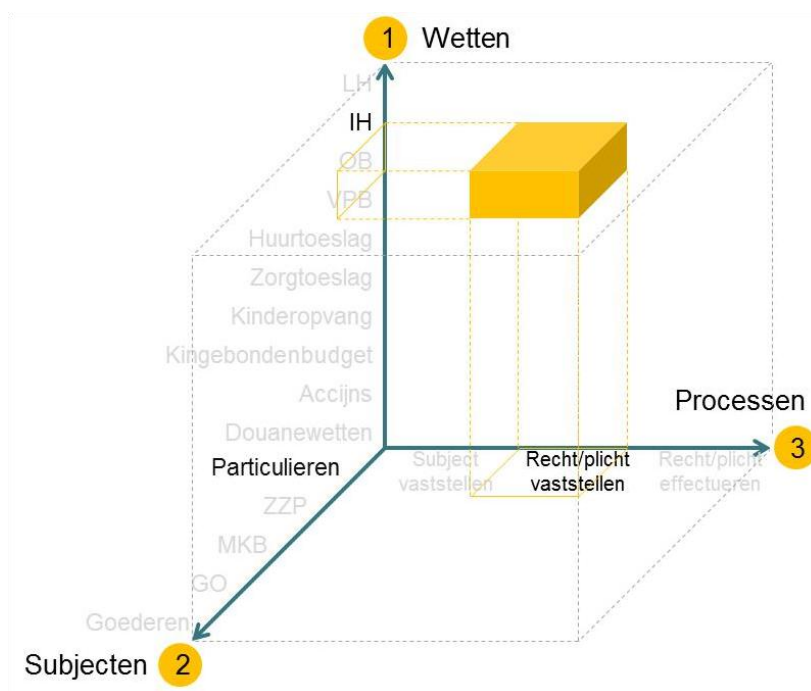 1 Wetten
LH
IH
OB
VPB
Huurtoeslag
Zorgtoeslag
Kinderopvang
Kingebondenbudget
Accijns
Douanewetten
Processen
3
Particulieren
Subject
vaststellen
Recht/plicht
vaststellen
Recht/plicht
effectueren
ZZP
MKB
GO
Goederen
Subjecten 2